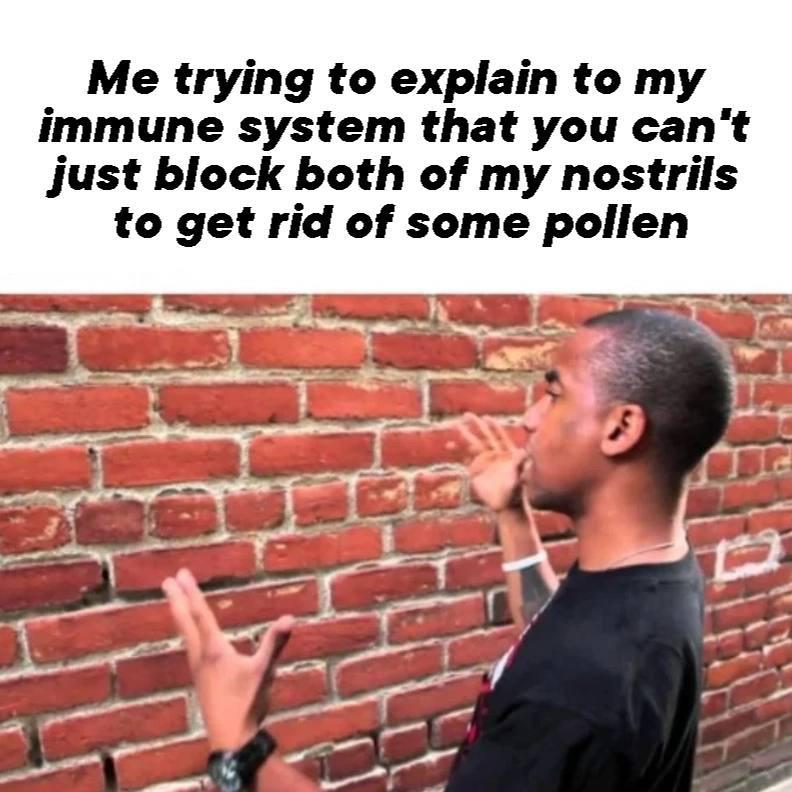 Me trying to explain to my
immune system that you can't
just block both of my nostrils
to get rid of some pollen